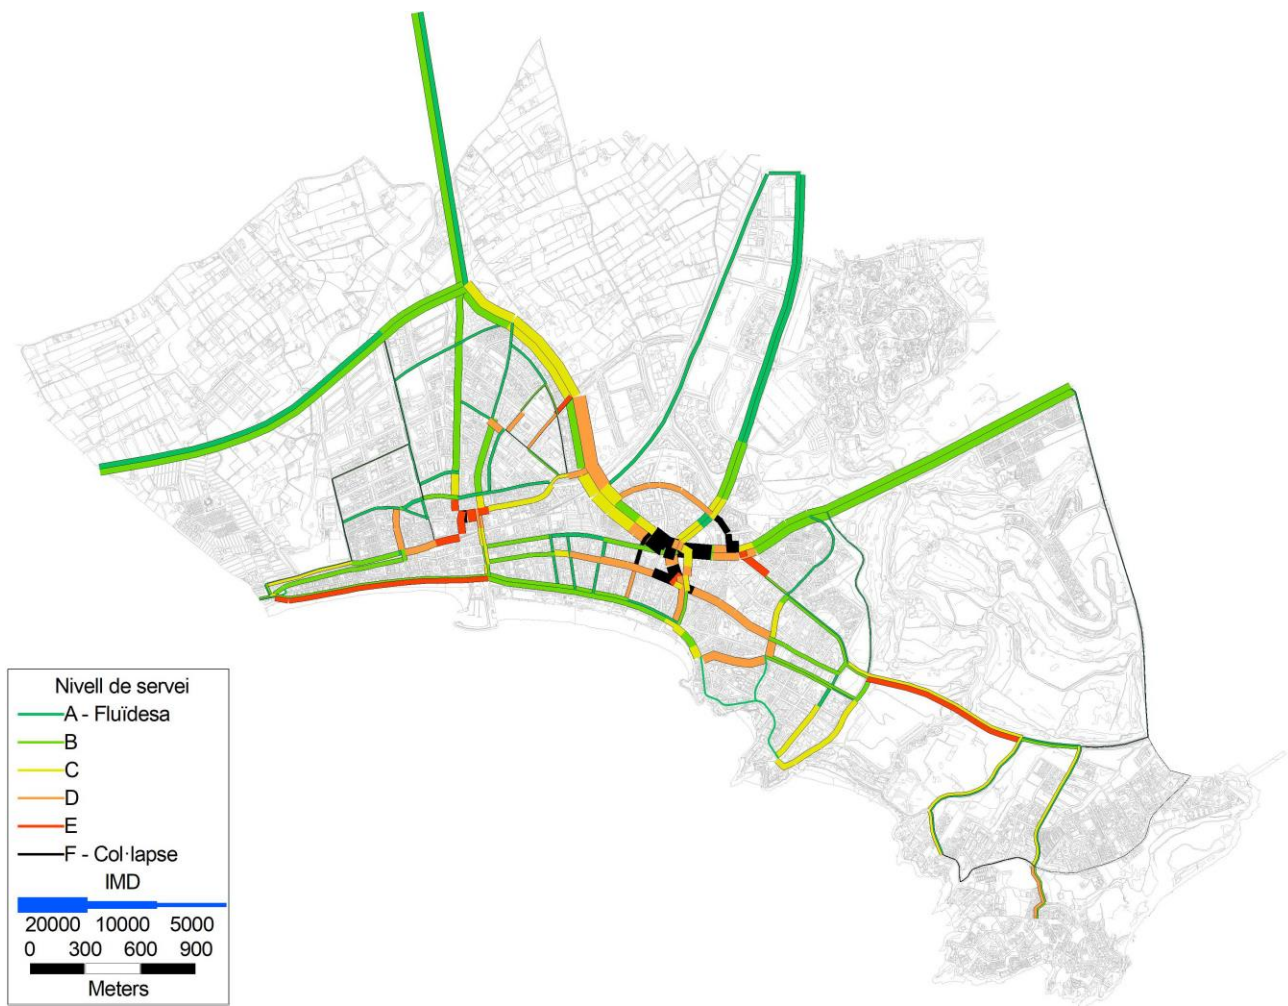 Nivell de servei
A - Fluïdesa
B
C
D
E
F - Col·lapse
IMD
20000 10000 5000
0 300 600 900
Meters